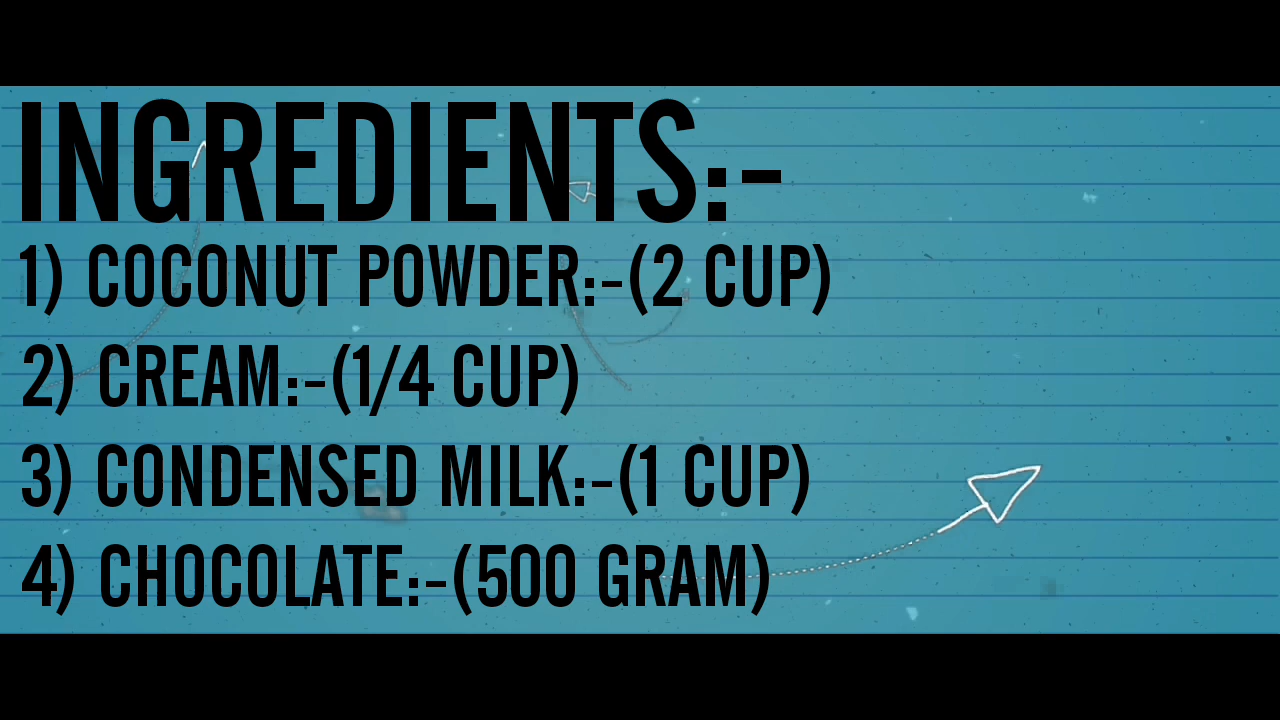 INGREDIENTS:-
1) COCONUT POWDER:-(2 CUP)
2) CREAM:-(1/4 CUP)
3) CONDENSED MILK:-(1 CUP)
4) CHOCOLATE:-(500 GRAM)